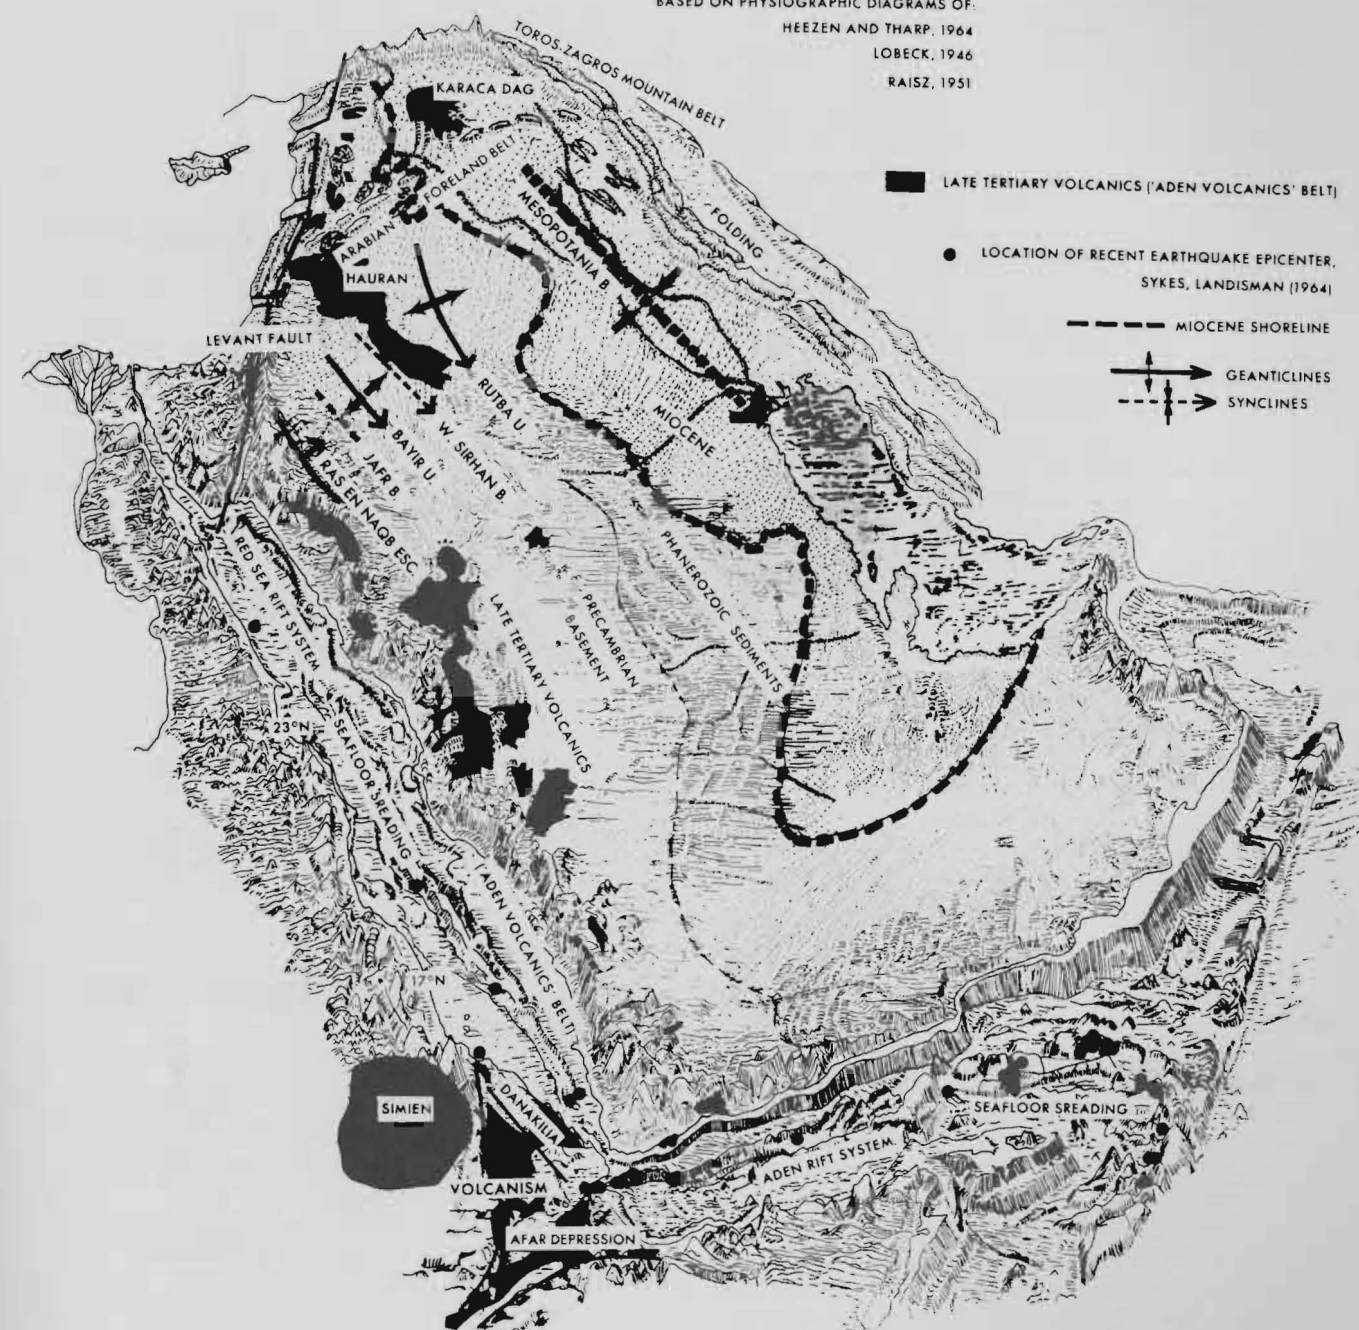 BASED ON PHYSIOGRAPHIC DIAGRAMS OF:
HEEZEN AND THARP, 1964
LOBECK, 1946
RAISZ, 1951
TOROS-ZAGROS MOUNTAIN BELT
KARACA DAG
LATE TERTIARY VOLCANICS ('ADEN VOLCANICS' BELT)
FOLDING
ARABIAN FORELAND BELT
MESOPOTANIA B.
HAURAN
LOCATION OF RECENT EARTHQUAKE EPICENTER,
SYKES, LANDISMAN (1964)
MIOCENE SHORELINE
LEVANT FAULT
GEANTICLINES
SYNCLINES
RUTBA U.
MIOCENE
W. SIRHAN B.
BAYIR U.
JAFR B.
RAS EN NAQB ESC.
RED SEA RIFT SYSTEM
PHANEROZOIC SEDIMENTS
PRECAMBRIAN
BASEMENT
LATE TERTIARY VOLCANICS
23°N
SEAFLOOR SREADING
('ADEN VOLCANICS' BELT)
17°N
SIMIEN
DANAKILIA
SEAFLOOR SREADING
ADEN RIFT SYSTEM
VOLCANISM
AFAR DEPRESSION